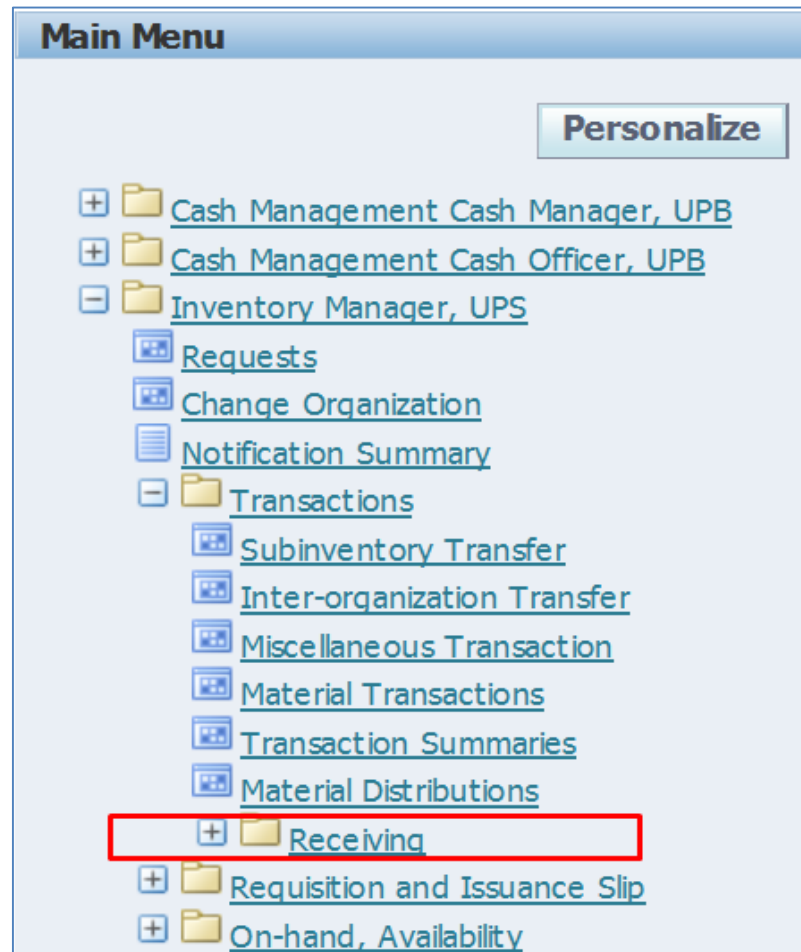 Main Menu
Personalize
Cash Management Cash Manager, UPB
Cash Management Cash Officer, UPB
Inventory Manager, UPS
Requests
Change Organization
Notification Summary
Transactions
Subinventory Transfer
Inter-organization Transfer
Miscellaneous Transaction
Material Transactions
Transaction Summaries
Material Distributions
Receiving
Requisition and Issuance Slip
On-hand, Availability